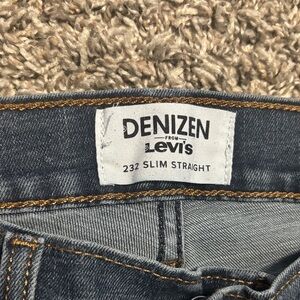 DENIZEN
FROM
Levi's
232 SLIM STRAIGHT